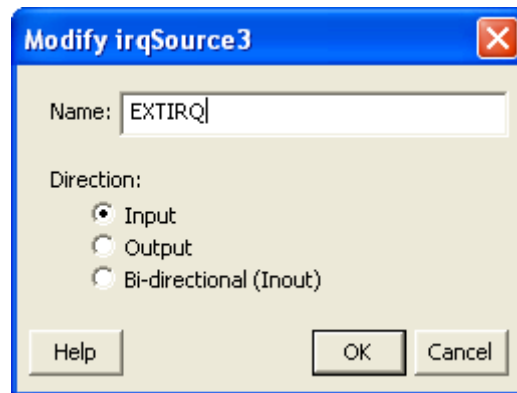 Modify irqSource3
Name: EXTIRQ
Direction:
Input
Output
Bi-directional (Inout)
Help OK Cancel